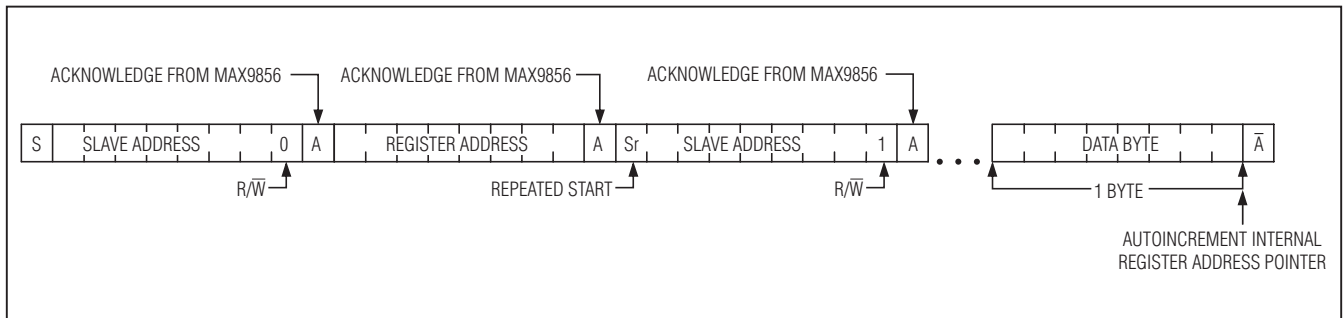 ACKNOWLEDGE FROM MAX9856 ACKNOWLEDGE FROM MAX9856 ACKNOWLEDGE FROM MAX9856
S SLAVE ADDRESS 0 A REGISTER ADDRESS A Sr SLAVE ADDRESS 1 A ... DATA BYTE A̅
R/W̅ REPEATED START R/W̅ 1 BYTE
AUTOINCREMENT INTERNAL
REGISTER ADDRESS POINTER